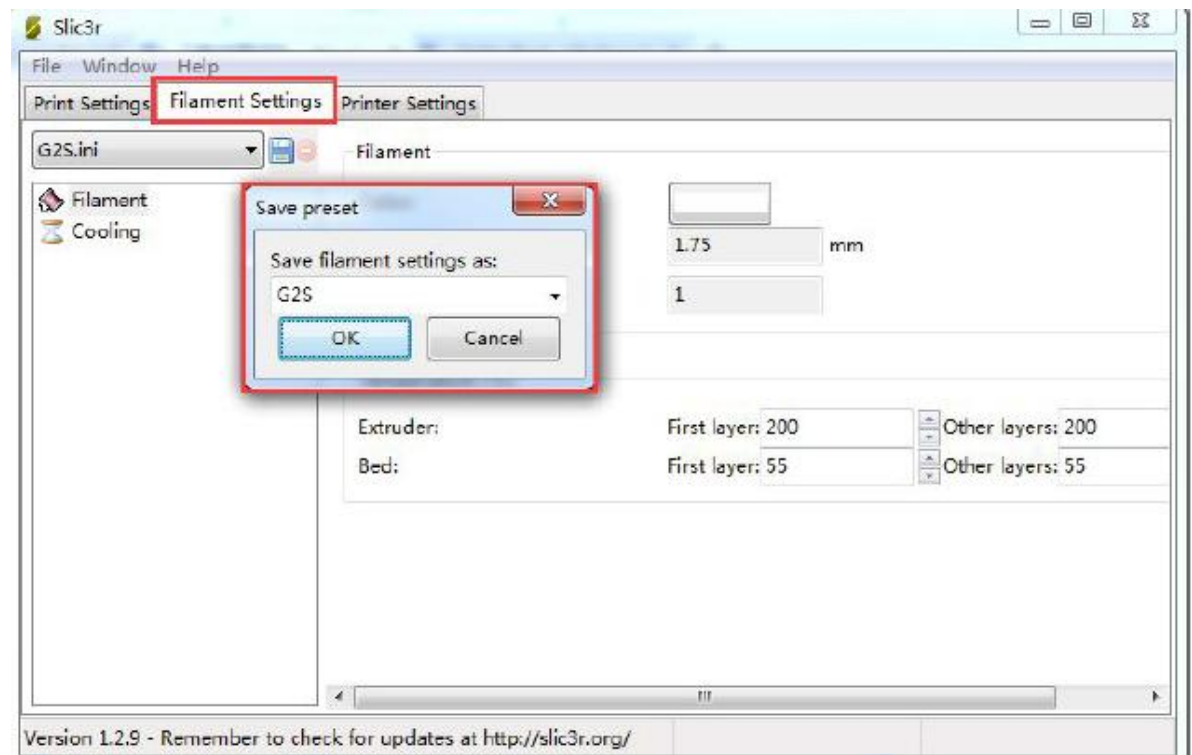 Slic3r
File Window Help
Print Settings Filament Settings Printer Settings
G2S.ini
Filament
Filament
Cooling
Save preset
Save filament settings as:
G2S
OK Cancel
1.75 mm
1
Extruder: First layer: 200 Other layers: 200
Bed: First layer: 55 Other layers: 55
Version 1.2.9 - Remember to check for updates at http://slic3r.org/